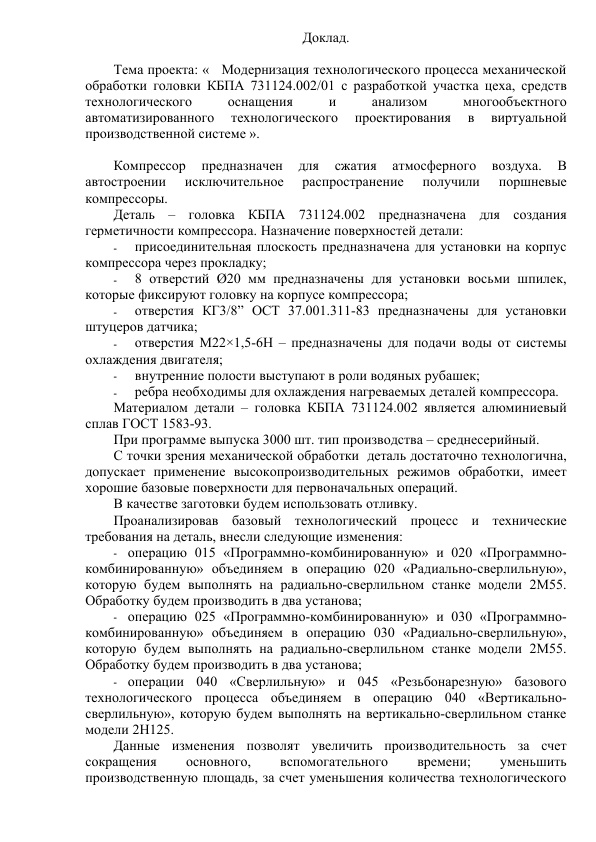 Доклад.
Тема проекта: « Модернизация технологического процесса механической
обработки головки КБПА 731124.002/01 с разработкой участка цеха, средств
технологического оснащения и анализом многообъектного
автоматизированного технологического проектирования в виртуальной
производственной системе ».
Компрессор предназначен для сжатия атмосферного воздуха. В
автостроении исключительное распространение получили поршневые
компрессоры.
Деталь – головка КБПА 731124.002 предназначена для создания
герметичности компрессора. Назначение поверхностей детали:
- присоединительная плоскость предназначена для установки на корпус
компрессора через прокладку;
- 8 отверстий Ø20 мм предназначены для установки восьми шпилек,
которые фиксируют головку на корпусе компрессора;
- отверстия КГ3/8” ОСТ 37.001.311-83 предназначены для установки
штуцеров датчика;
- отверстия М22×1,5-6Н – предназначены для подачи воды от системы
охлаждения двигателя;
- внутренние полости выступают в роли водяных рубашек;
- ребра необходимы для охлаждения нагреваемых деталей компрессора.
Материалом детали – головка КБПА 731124.002 является алюминиевый
сплав ГОСТ 1583-93.
При программе выпуска 3000 шт. тип производства – среднесерийный.
С точки зрения механической обработки деталь достаточно технологична,
допускает применение высокопроизводительных режимов обработки, имеет
хорошие базовые поверхности для первоначальных операций.
В качестве заготовки будем использовать отливку.
Проанализировав базовый технологический процесс и технические
требования на деталь, внесли следующие изменения:
- операцию 015 «Программно-комбинированную» и 020 «Программно-
комбинированную» объединяем в операцию 020 «Радиально-сверлильную»,
которую будем выполнять на радиально-сверлильном станке модели 2М55.
Обработку будем производить в два установа;
- операцию 025 «Программно-комбинированную» и 030 «Программно-
комбинированную» объединяем в операцию 030 «Радиально-сверлильную»,
которую будем выполнять на радиально-сверлильном станке модели 2М55.
Обработку будем производить в два установа;
- операции 040 «Сверлильную» и 045 «Резьбонарезную» базового
технологического процесса объединяем в операцию 040 «Вертикально-
сверлильную», которую будем выполнять на вертикально-сверлильном станке
модели 2Н125.
Данные изменения позволят увеличить производительность за счет
сокращения основного, вспомогательного времени; уменьшить
производственную площадь, за счет уменьшения количества технологического